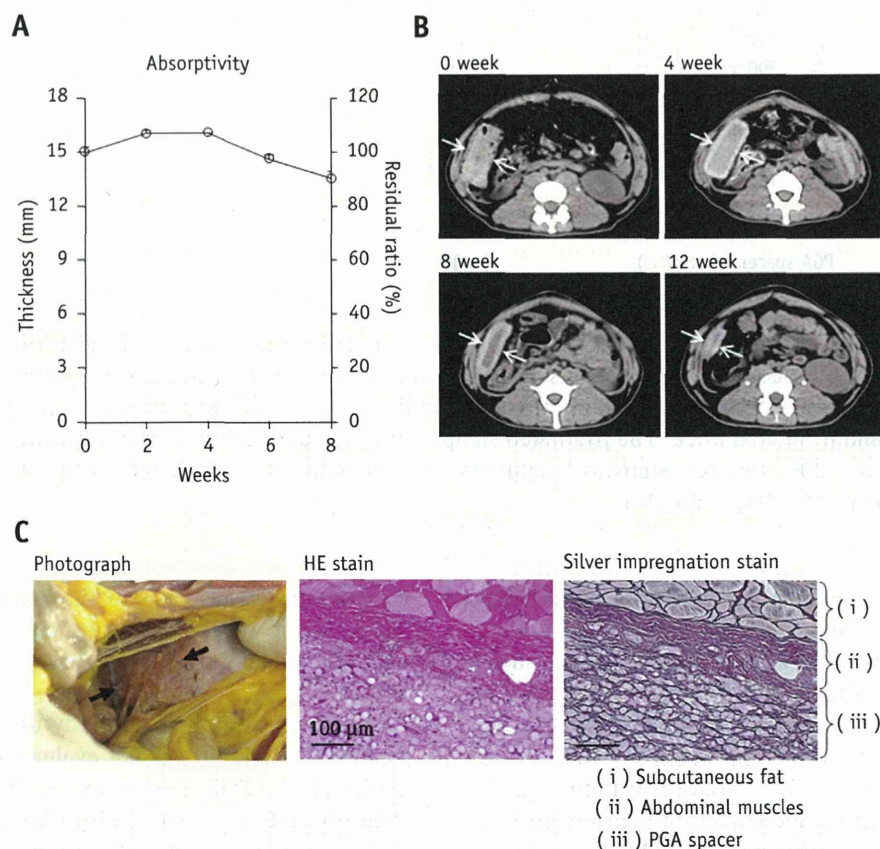 A
Absorptivity
18
15
12
9
6
3
0
Thickness (mm)
120
100
80
60
40
20
0
Residual ratio (%)
0 2 4 6 8
Weeks
B
0 week
4 week
8 week
12 week
C
Photograph
HE stain
Silver impregnation stain
100 μm
( i )
( ii )
( iii )
( i ) Subcutaneous fat
( ii ) Abdominal muscles
( iii ) PGA spacer